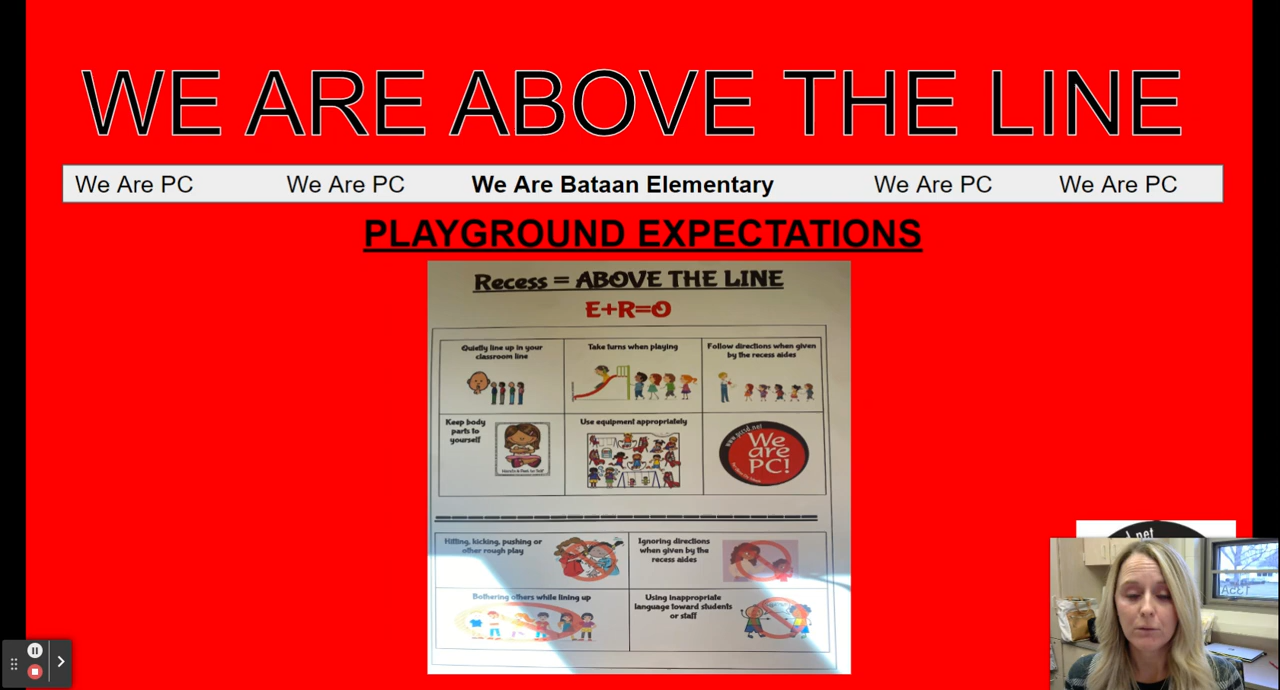 WE ARE ABOVE THE LINE
We Are PC We Are PC We Are Bataan Elementary We Are PC We Are PC
PLAYGROUND EXPECTATIONS
Recess = ABOVE THE LINE
E+R=O
Quietly line up in your
classroom line
Take turns when playing
Follow directions when given
by the recess aides
Keep body
parts to
yourself
Use equipment appropriately
We
are
PC!
Hitting, kicking, pushing or
other rough play
Ignoring directions
when given by the
recess aides
Bothering others while lining up
Using inappropriate
language toward students
or staff